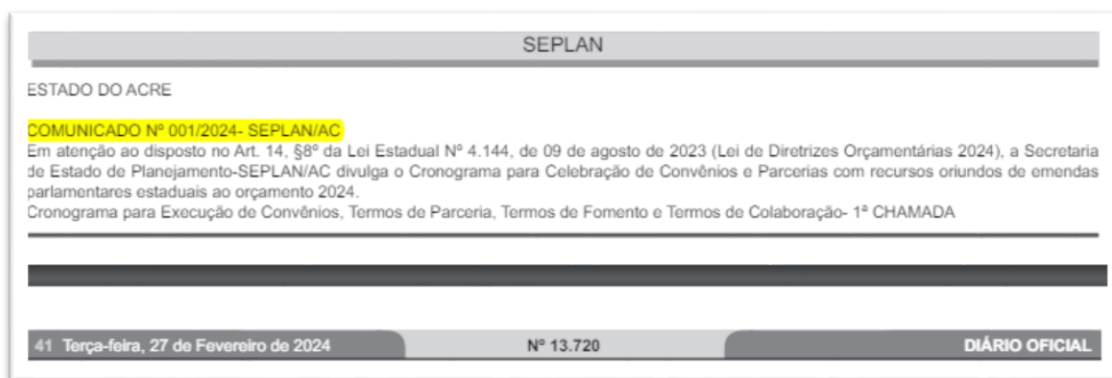 SEPLAN
ESTADO DO ACRE
COMUNICADO Nº 001/2024- SEPLAN/AC
Em atenção ao disposto no Art. 14, §8º da Lei Estadual Nº 4.144, de 09 de agosto de 2023 (Lei de Diretrizes Orçamentárias 2024), a Secretaria
de Estado de Planejamento-SEPLAN/AC divulga o Cronograma para Celebração de Convênios e Parcerias com recursos oriundos de emendas
parlamentares estaduais ao orçamento 2024.
Cronograma para Execução de Convênios, Termos de Parceria, Termos de Fomento e Termos de Colaboração- 1ª CHAMADA
41 Terça-feira, 27 de Fevereiro de 2024 Nº 13.720 DIÁRIO OFICIAL